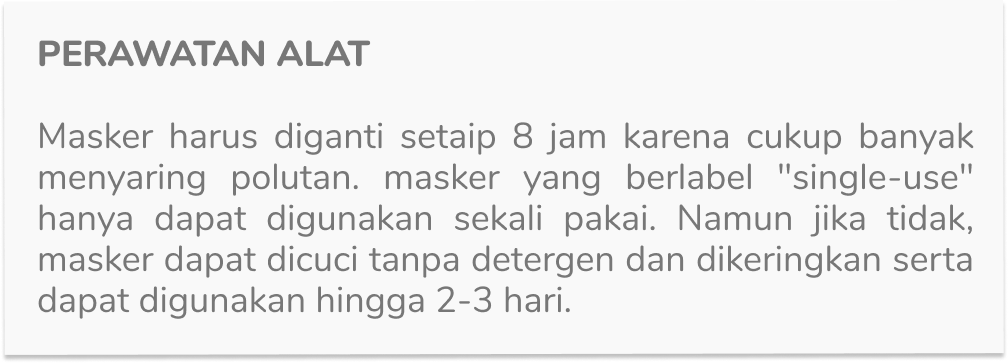 PERAWATAN ALAT
Masker harus diganti setaip 8 jam karena cukup banyak
menyaring polutan. masker yang berlabel "single-use"
hanya dapat digunakan sekali pakai. Namun jika tidak,
masker dapat dicuci tanpa detergen dan dikeringkan serta
dapat digunakan hingga 2-3 hari.